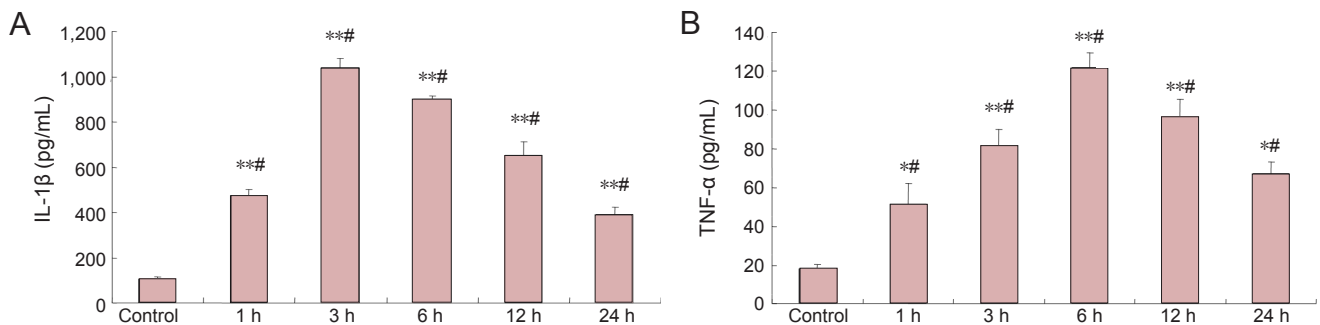 A
IL-1β (pg/mL)
1,200
1,000
800
600
400
200
0
**#
**#
**#
**#
**#
Control
1 h
3 h
6 h
12 h
24 h
B
TNF-α (pg/mL)
140
120
100
80
60
40
20
0
*#
**#
**#
**#
*#
Control
1 h
3 h
6 h
12 h
24 h